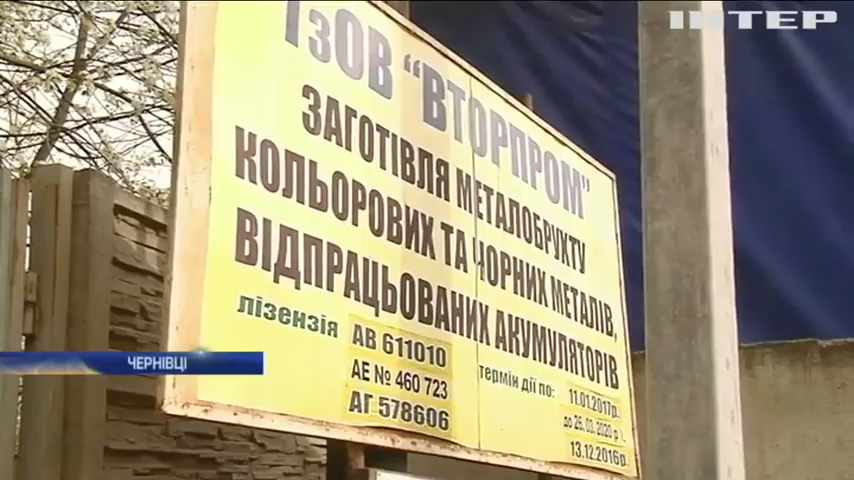 ІНТЕР
ТзОВ "ВТОРПРОМ"
ЗАГОТІВЛЯ МЕТАЛОБРУХТУ
КОЛЬОРОВИХ ТА ЧОРНИХ МЕТАЛІВ,
ВІДПРАЦЬОВАНИХ АКУМУЛЯТОРІВ
лізензія
АВ 611010
АЕ № 460 723
АГ 578606
термін дії по:
11.01.2017р.
до 26.03.2020 р.
13.12.2016р.
ЧЕРНІВЦІ